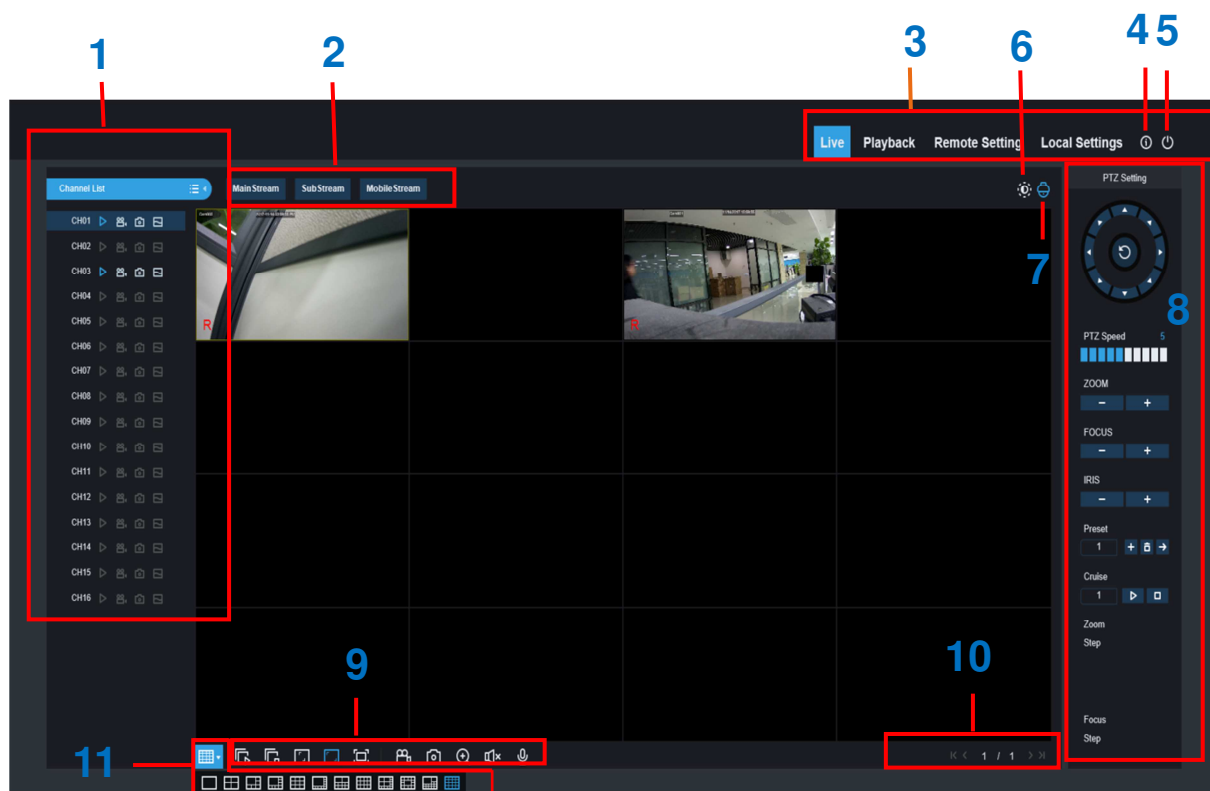 1
2
3
6
4
5
Live
Playback
Remote Setting
Local Settings
Channel List
Main Stream
Sub Stream
Mobile Stream
7
PTZ Setting
8
CH01
CH02
CH03
CH04
CH05
CH06
CH07
CH08
CH09
CH10
CH11
CH12
CH13
CH14
CH15
CH16
R
R
PTZ Speed
5
ZOOM
- +
FOCUS
- +
IRIS
- +
Preset
1
+
Cruise
1
Zoom
Step
Focus
Step
9
10
11
1 / 1